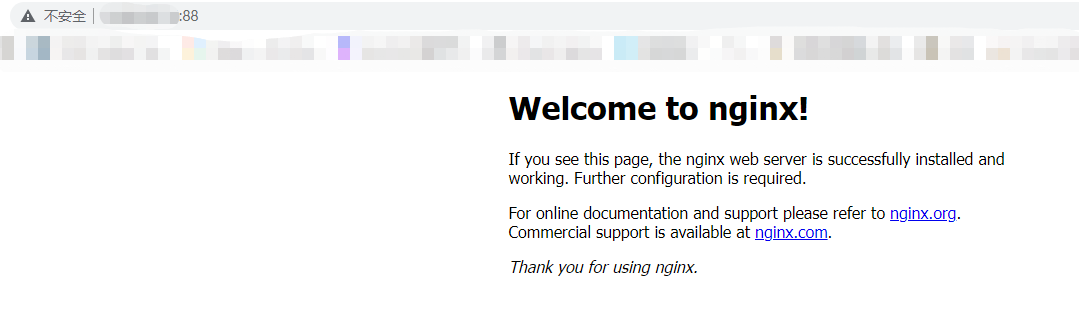 不安全 :88
Welcome to nginx!
If you see this page, the nginx web server is successfully installed and
working. Further configuration is required.
For online documentation and support please refer to nginx.org.
Commercial support is available at nginx.com.
Thank you for using nginx.